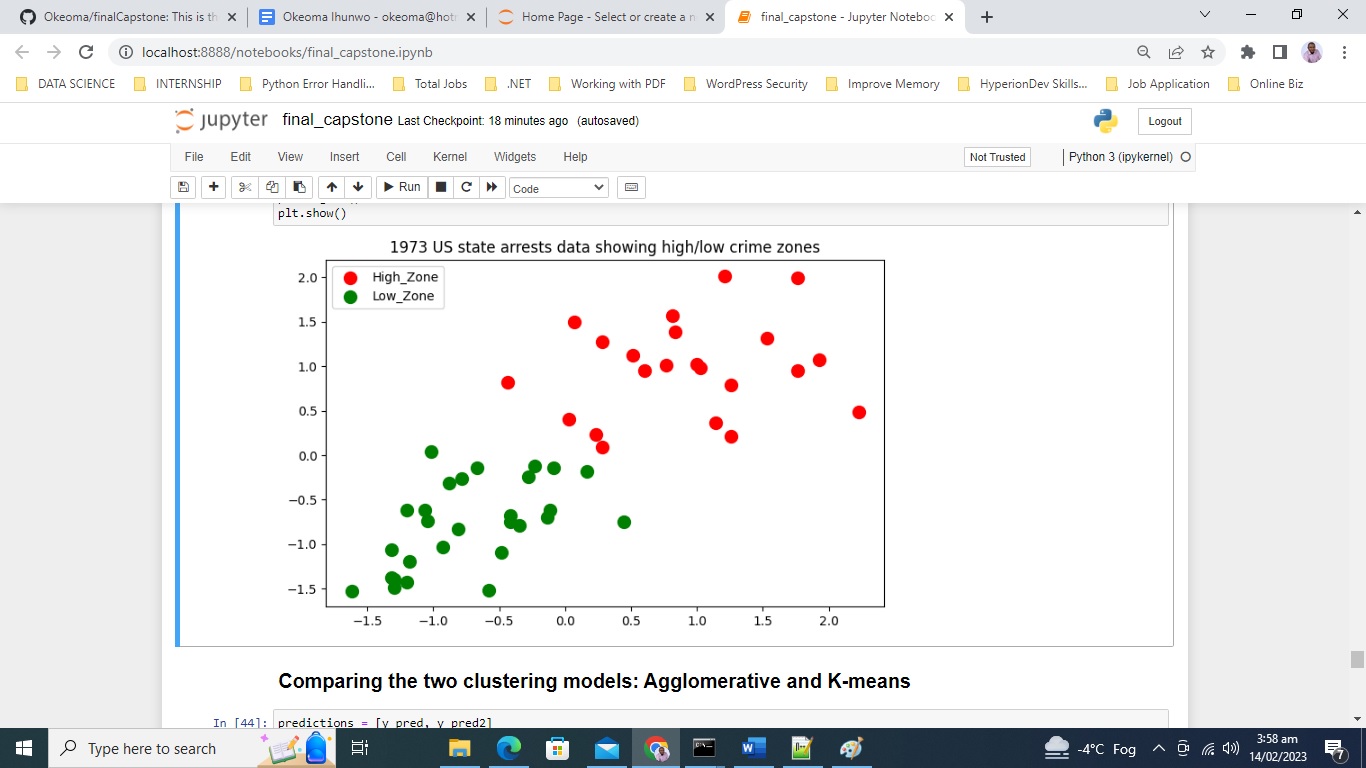 Okeoma/finalCapstone: This is th
Okeoma Ihunwo - okeoma@hotm
Home Page - Select or create a n
final_capstone - Jupyter Notebook
localhost:8888/notebooks/final_capstone.ipynb
DATA SCIENCE INTERNSHIP Python Error Handli... Total Jobs .NET Working with PDF WordPress Security Improve Memory HyperionDev Skills... Job Application Online Biz
jupyter final_capstone Last Checkpoint: 18 minutes ago (autosaved) Logout
File Edit View Insert Cell Kernel Widgets Help Not Trusted Python 3 (ipykernel)
Run Code
plt.show()
1973 US state arrests data showing high/low crime zones
High_Zone
Low_Zone
2.0
1.5
1.0
0.5
0.0
−0.5
−1.0
−1.5
−1.5 −1.0 −0.5 0.0 0.5 1.0 1.5 2.0
Comparing the two clustering models: Agglomerative and K-means
In [44]: predictions = [y_pred, y_pred2]
Type here to search
-4°C Fog
3:58 am
14/02/2023
7